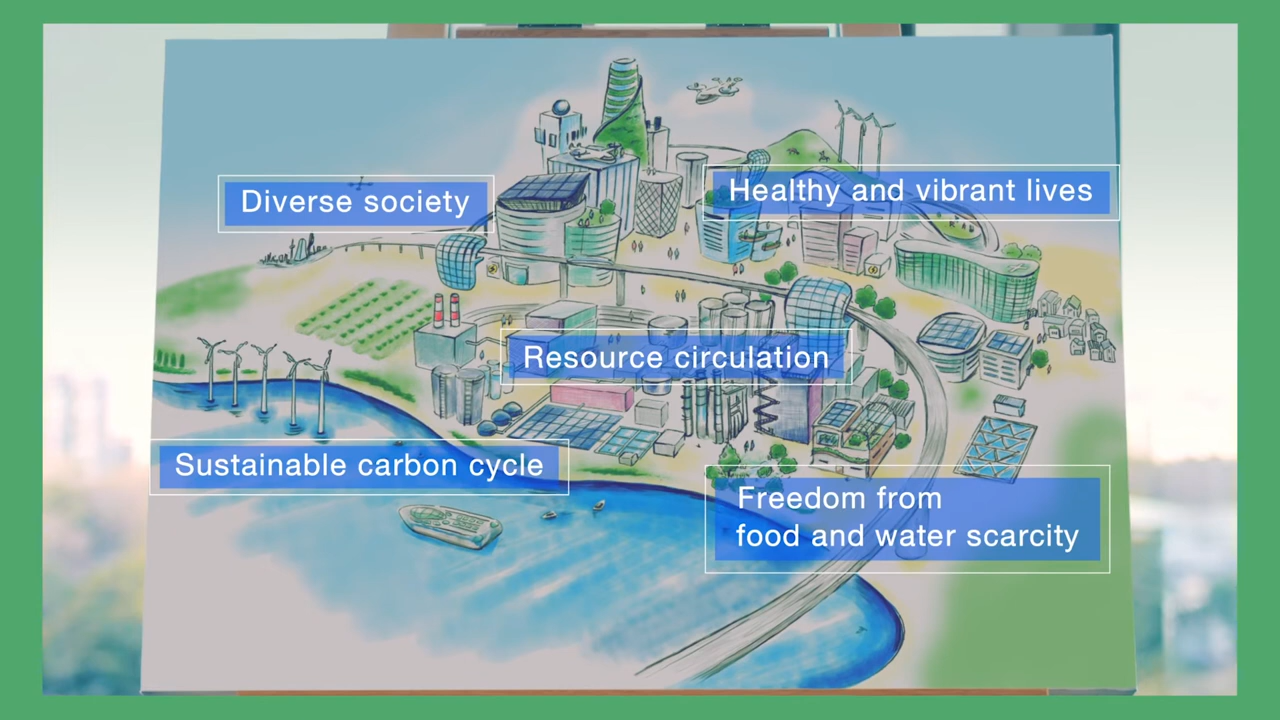 Diverse society
Healthy and vibrant lives
Resource circulation
Sustainable carbon cycle
Freedom from
food and water scarcity